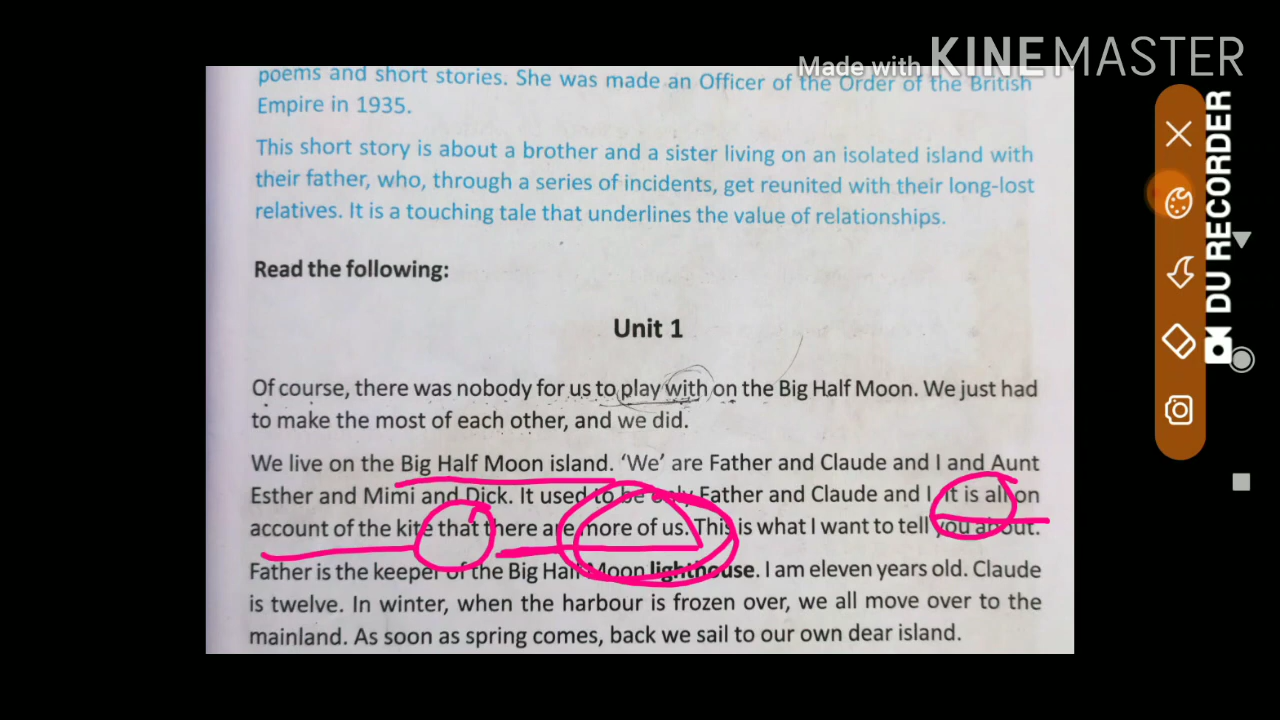 Made with KINEMASTER
poems and short stories. She was made an Officer of the Order of the British
Empire in 1935.
This short story is about a brother and a sister living on an isolated island with
their father, who, through a series of incidents, get reunited with their long-lost
relatives. It is a touching tale that underlines the value of relationships.
Read the following:
Unit 1
Of course, there was nobody for us to play with on the Big Half Moon. We just had
to make the most of each other, and we did.
We live on the Big Half Moon island. ‘We’ are Father and Claude and I and Aunt
Esther and Mimi and Dick. It used to be only Father and Claude and I. It is all on
account of the kite that there are more of us. This is what I want to tell you about.
Father is the keeper of the Big Half Moon lighthouse. I am eleven years old. Claude
is twelve. In winter, when the harbour is frozen over, we all move over to the
mainland. As soon as spring comes, back we sail to our own dear island.
DU RECORDER